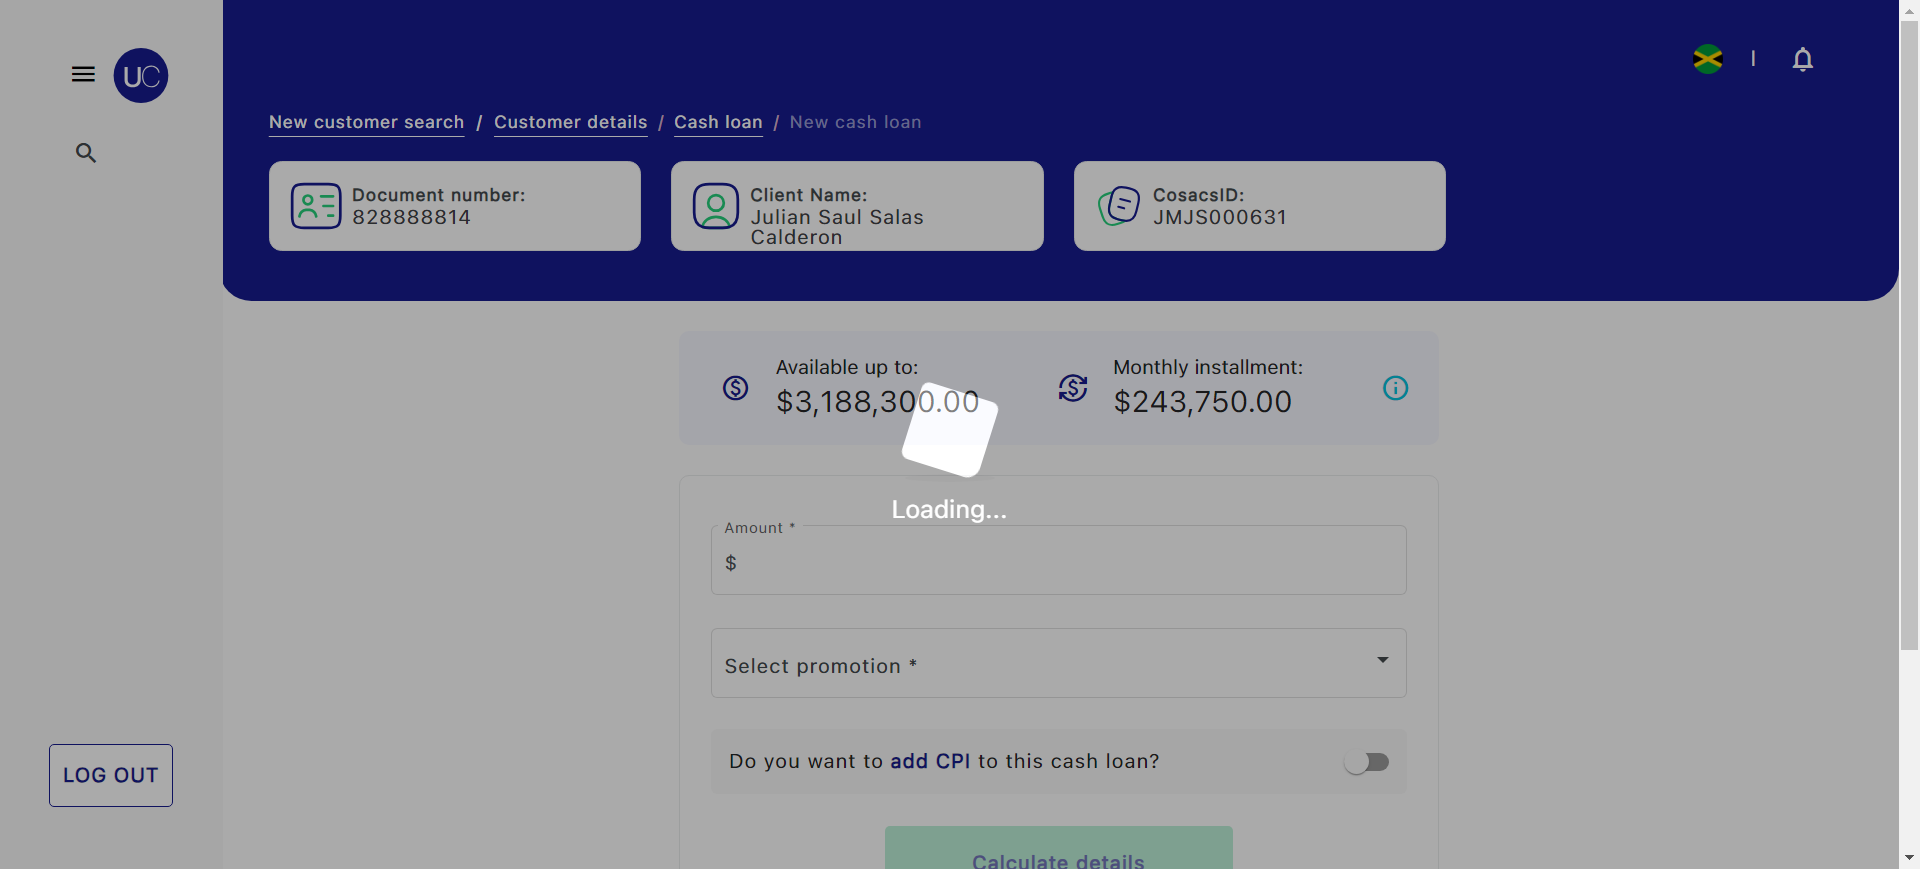 UC
New customer search / Customer details / Cash loan / New cash loan
Document number:
828888814
Client Name:
Julian Saul Salas
Calderon
CosacsID:
JMJS000631
Available up to:
$3,188,300.00
Monthly installment:
$243,750.00
Loading...
Amount *
$
Select promotion *
Do you want to add CPI to this cash loan?
LOG OUT
Calculate details